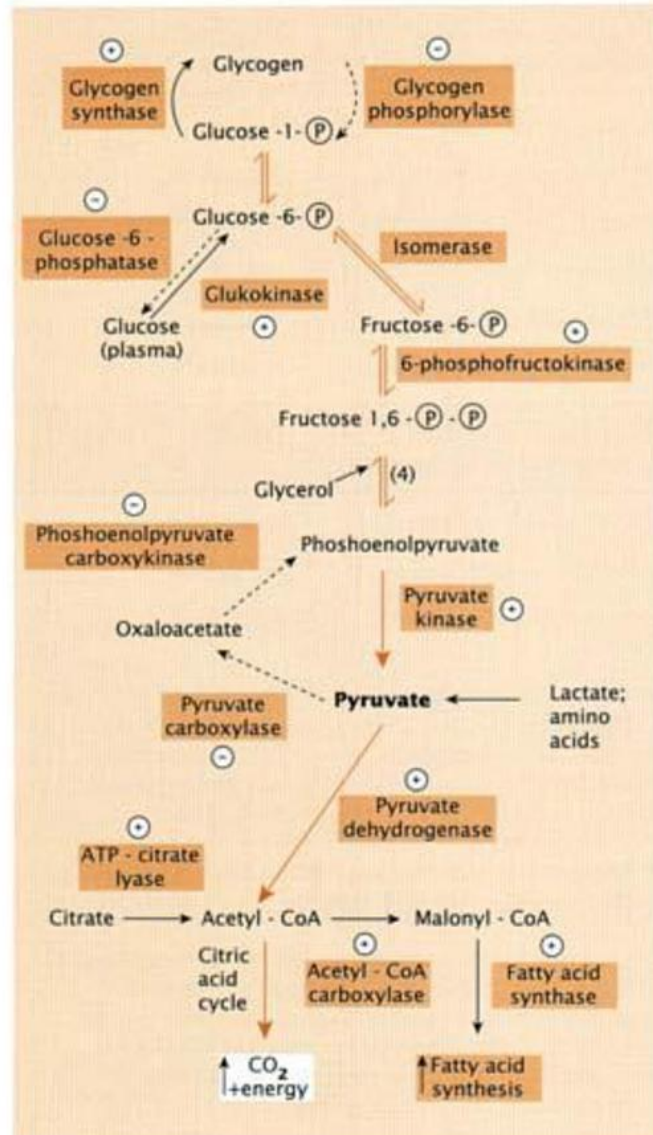 +
−
Glycogen
synthase
Glycogen
Glycogen
phosphorylase
Glucose -1- P
−
Glucose -6- P
Glucose -6 -
phosphatase
Isomerase
Glukokinase
Glucose
(plasma)
+
Fructose -6- P
+
6-phosphofructokinase
Fructose 1,6 - P - P
(4)
Glycerol
−
Phoshoenolpyruvate
carboxykinase
Phoshoenolpyruvate
Pyruvate
kinase
+
Oxaloacetate
Pyruvate
carboxylase
−
Pyruvate
Lactate;
amino
acids
+
Pyruvate
dehydrogenase
+
ATP - citrate
lyase
Citrate
Acetyl - CoA
Malonyl - CoA
Citric
acid
cycle
+
Acetyl - CoA
carboxylase
+
Fatty acid
synthase
CO2
+energy
Fatty acid
synthesis